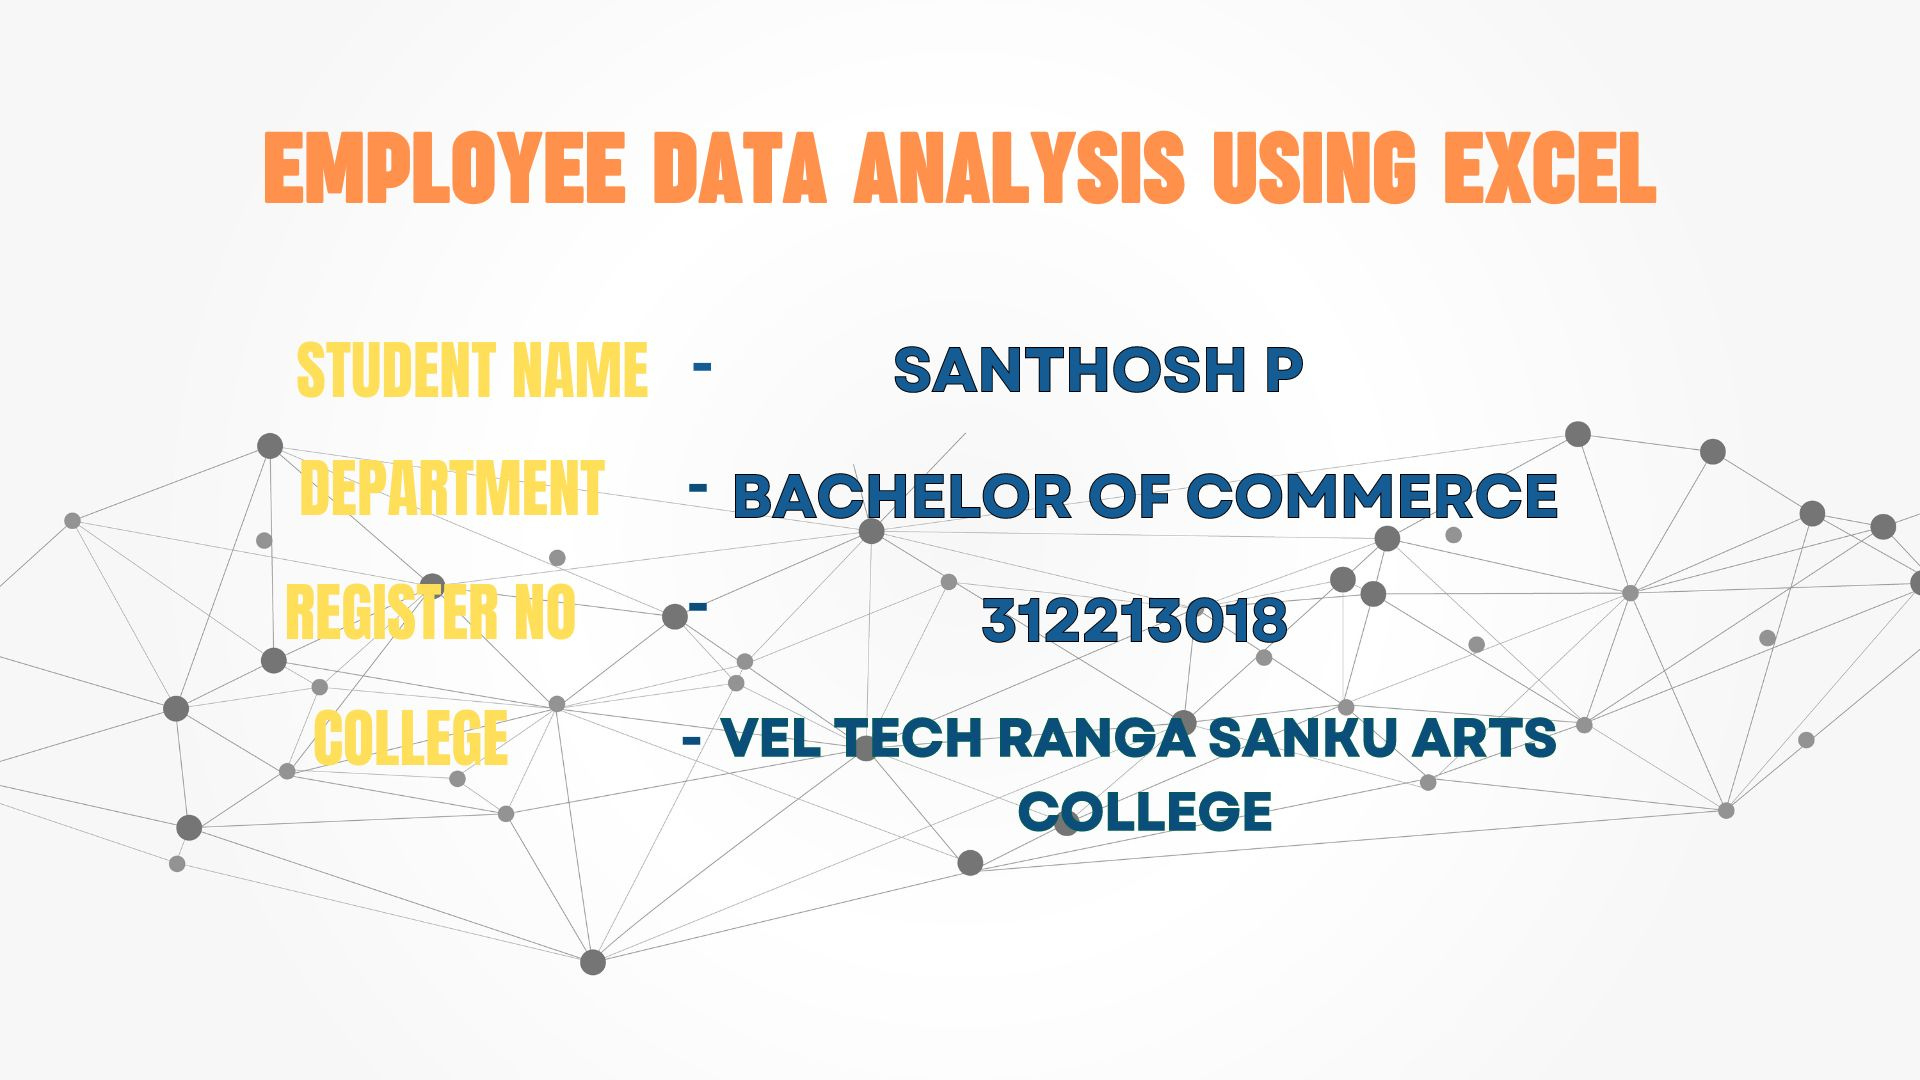 EMPLOYEE DATA ANALYSIS USING EXCEL
STUDENT NAME - SANTHOSH P
DEPARTMENT - BACHELOR OF COMMERCE
REGISTER NO - 312213018
COLLEGE - VEL TECH RANGA SANKU ARTS
COLLEGE